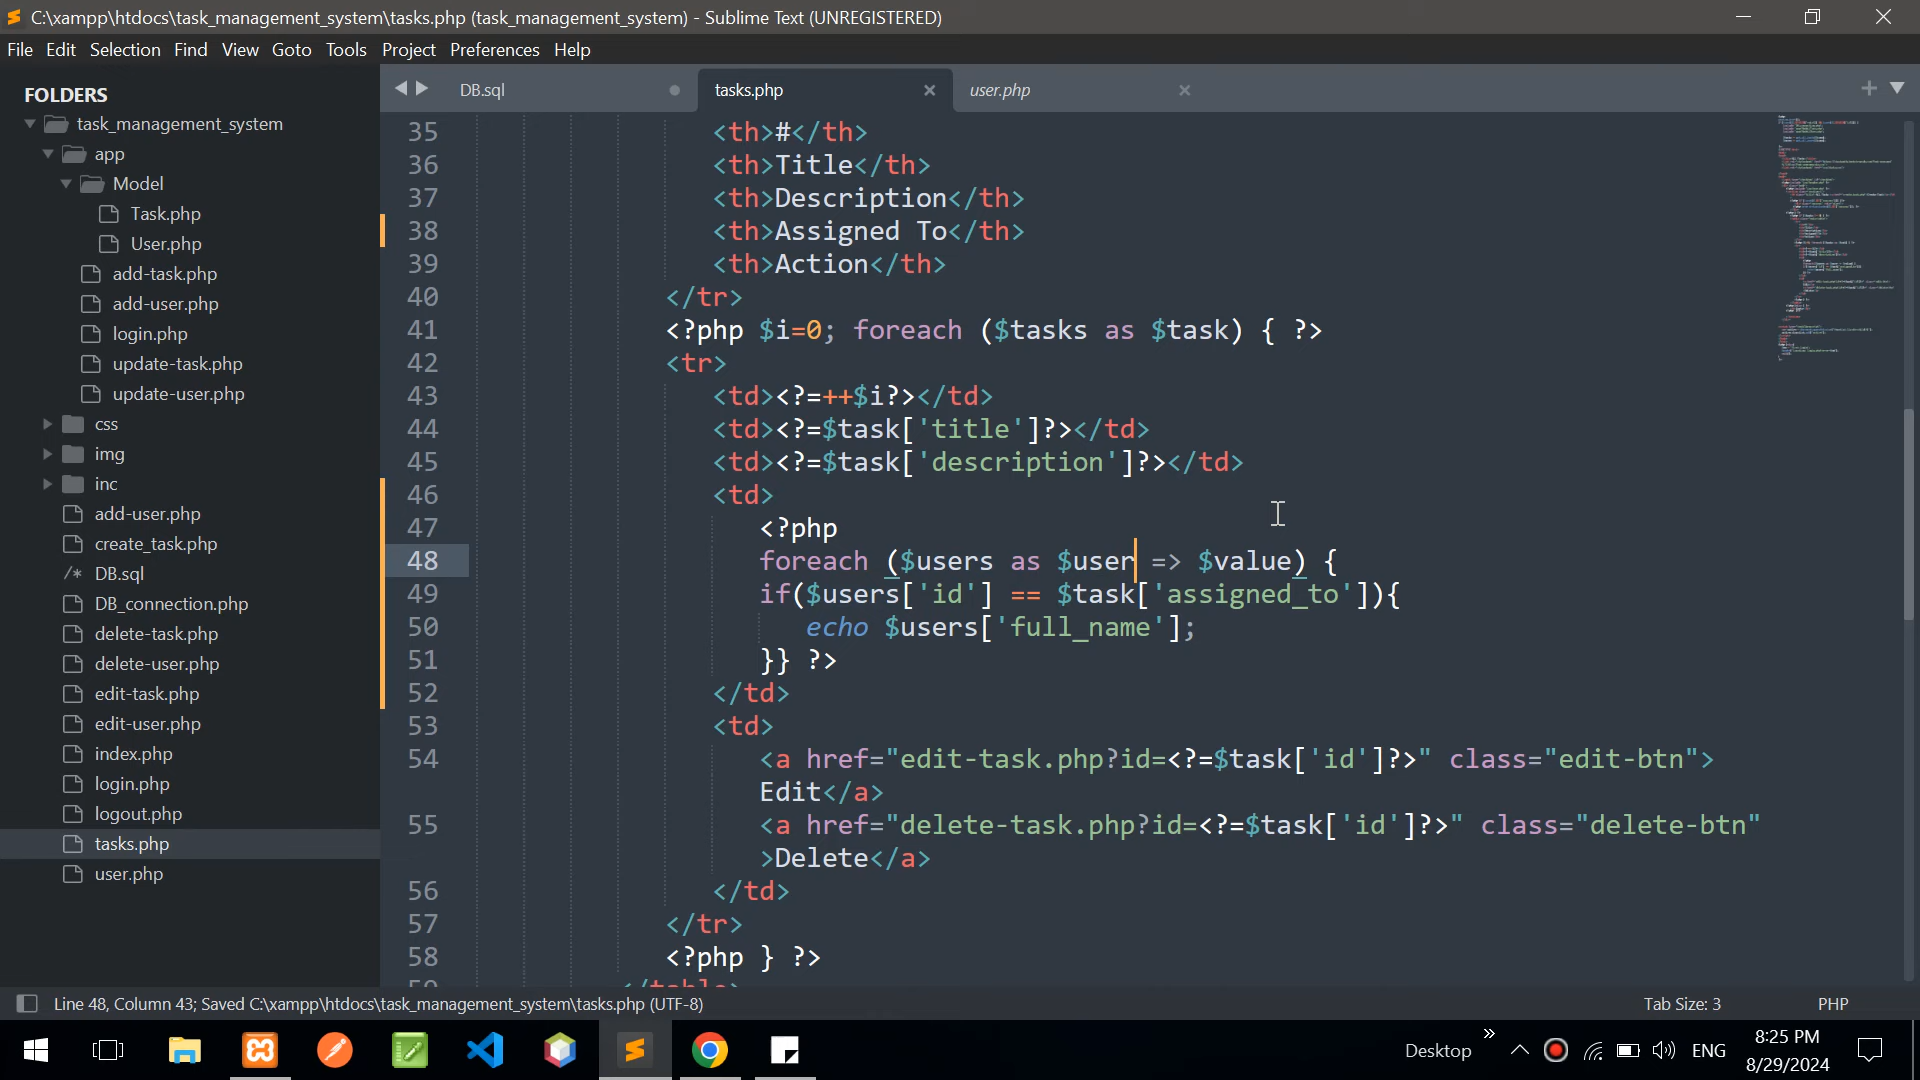 C:\xampp\htdocs\task_management_system\tasks.php (task_management_system) - Sublime Text (UNREGISTERED)
File Edit Selection Find View Goto Tools Project Preferences Help
FOLDERS
task_management_system
app
Model
Task.php
User.php
add-task.php
add-user.php
login.php
update-task.php
update-user.php
css
img
inc
add-user.php
create_task.php
/* DB.sql
DB_connection.php
delete-task.php
delete-user.php
edit-task.php
edit-user.php
index.php
login.php
logout.php
tasks.php
user.php
DB.sql tasks.php user.php
35 <th>#</th>
36 <th>Title</th>
37 <th>Description</th>
38 <th>Assigned To</th>
39 <th>Action</th>
40 </tr>
41 <?php $i=0; foreach ($tasks as $task) { ?>
42 <tr>
43 <td><?=++$i?></td>
44 <td><?=$task['title']?></td>
45 <td><?=$task['description']?></td>
46 <td>
47 <?php
48 foreach ($users as $user => $value) {
49 if($users['id'] == $task['assigned_to']){
50 echo $users['full_name'];
51 }} ?>
52 </td>
53 <td>
54 <a href="edit-task.php?id=<?=$task['id']?>" class="edit-btn">
Edit</a>
55 <a href="delete-task.php?id=<?=$task['id']?>" class="delete-btn"
>Delete</a>
56 </td>
57 </tr>
58 <?php } ?>
59 </table>
Line 48, Column 43; Saved C:\xampp\htdocs\task_management_system\tasks.php (UTF-8) Tab Size: 3 PHP
Desktop ENG 8:25 PM
8/29/2024